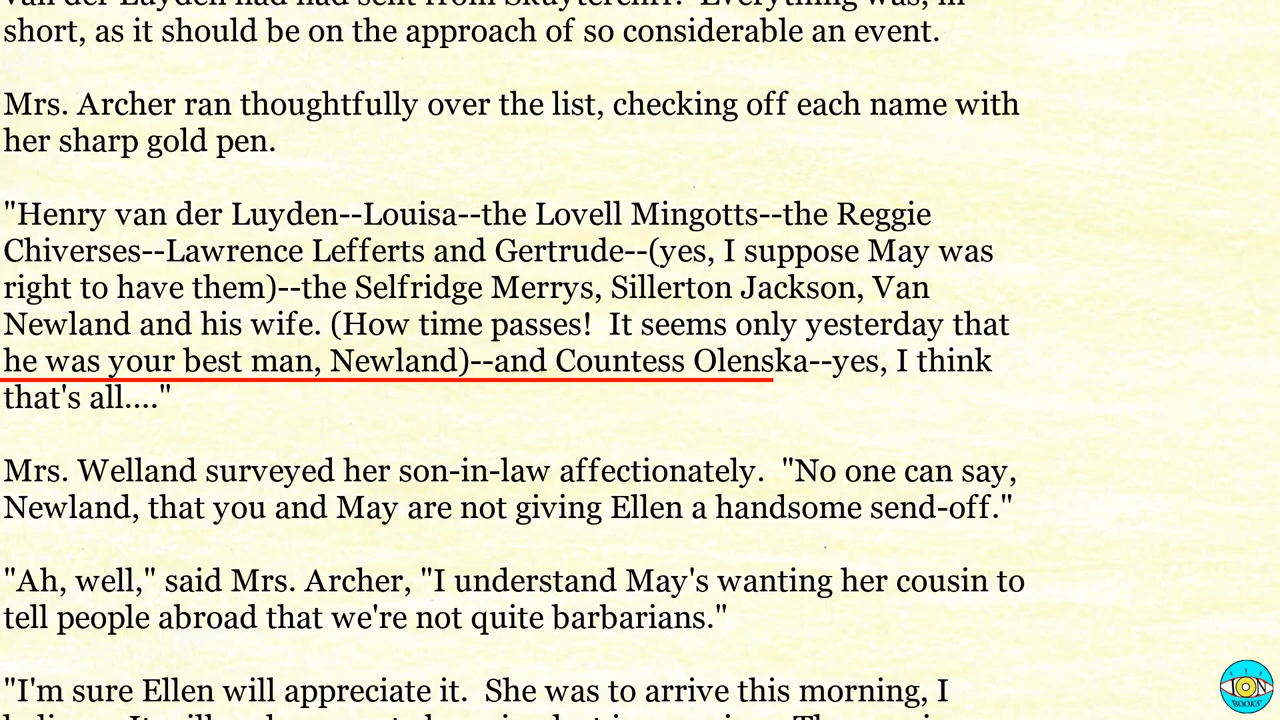 short, as it should be on the approach of so considerable an event.
Mrs. Archer ran thoughtfully over the list, checking off each name with
her sharp gold pen.
"Henry van der Luyden--Louisa--the Lovell Mingotts--the Reggie
Chiverses--Lawrence Lefferts and Gertrude--(yes, I suppose May was
right to have them)--the Selfridge Merrys, Sillerton Jackson, Van
Newland and his wife. (How time passes!  It seems only yesterday that
he was your best man, Newland)--and Countess Olenska--yes, I think
that's all...."
Mrs. Welland surveyed her son-in-law affectionately.  "No one can say,
Newland, that you and May are not giving Ellen a handsome send-off."
"Ah, well," said Mrs. Archer, "I understand May's wanting her cousin to
tell people abroad that we're not quite barbarians."
"I'm sure Ellen will appreciate it.  She was to arrive this morning, I
ION
BOOKS